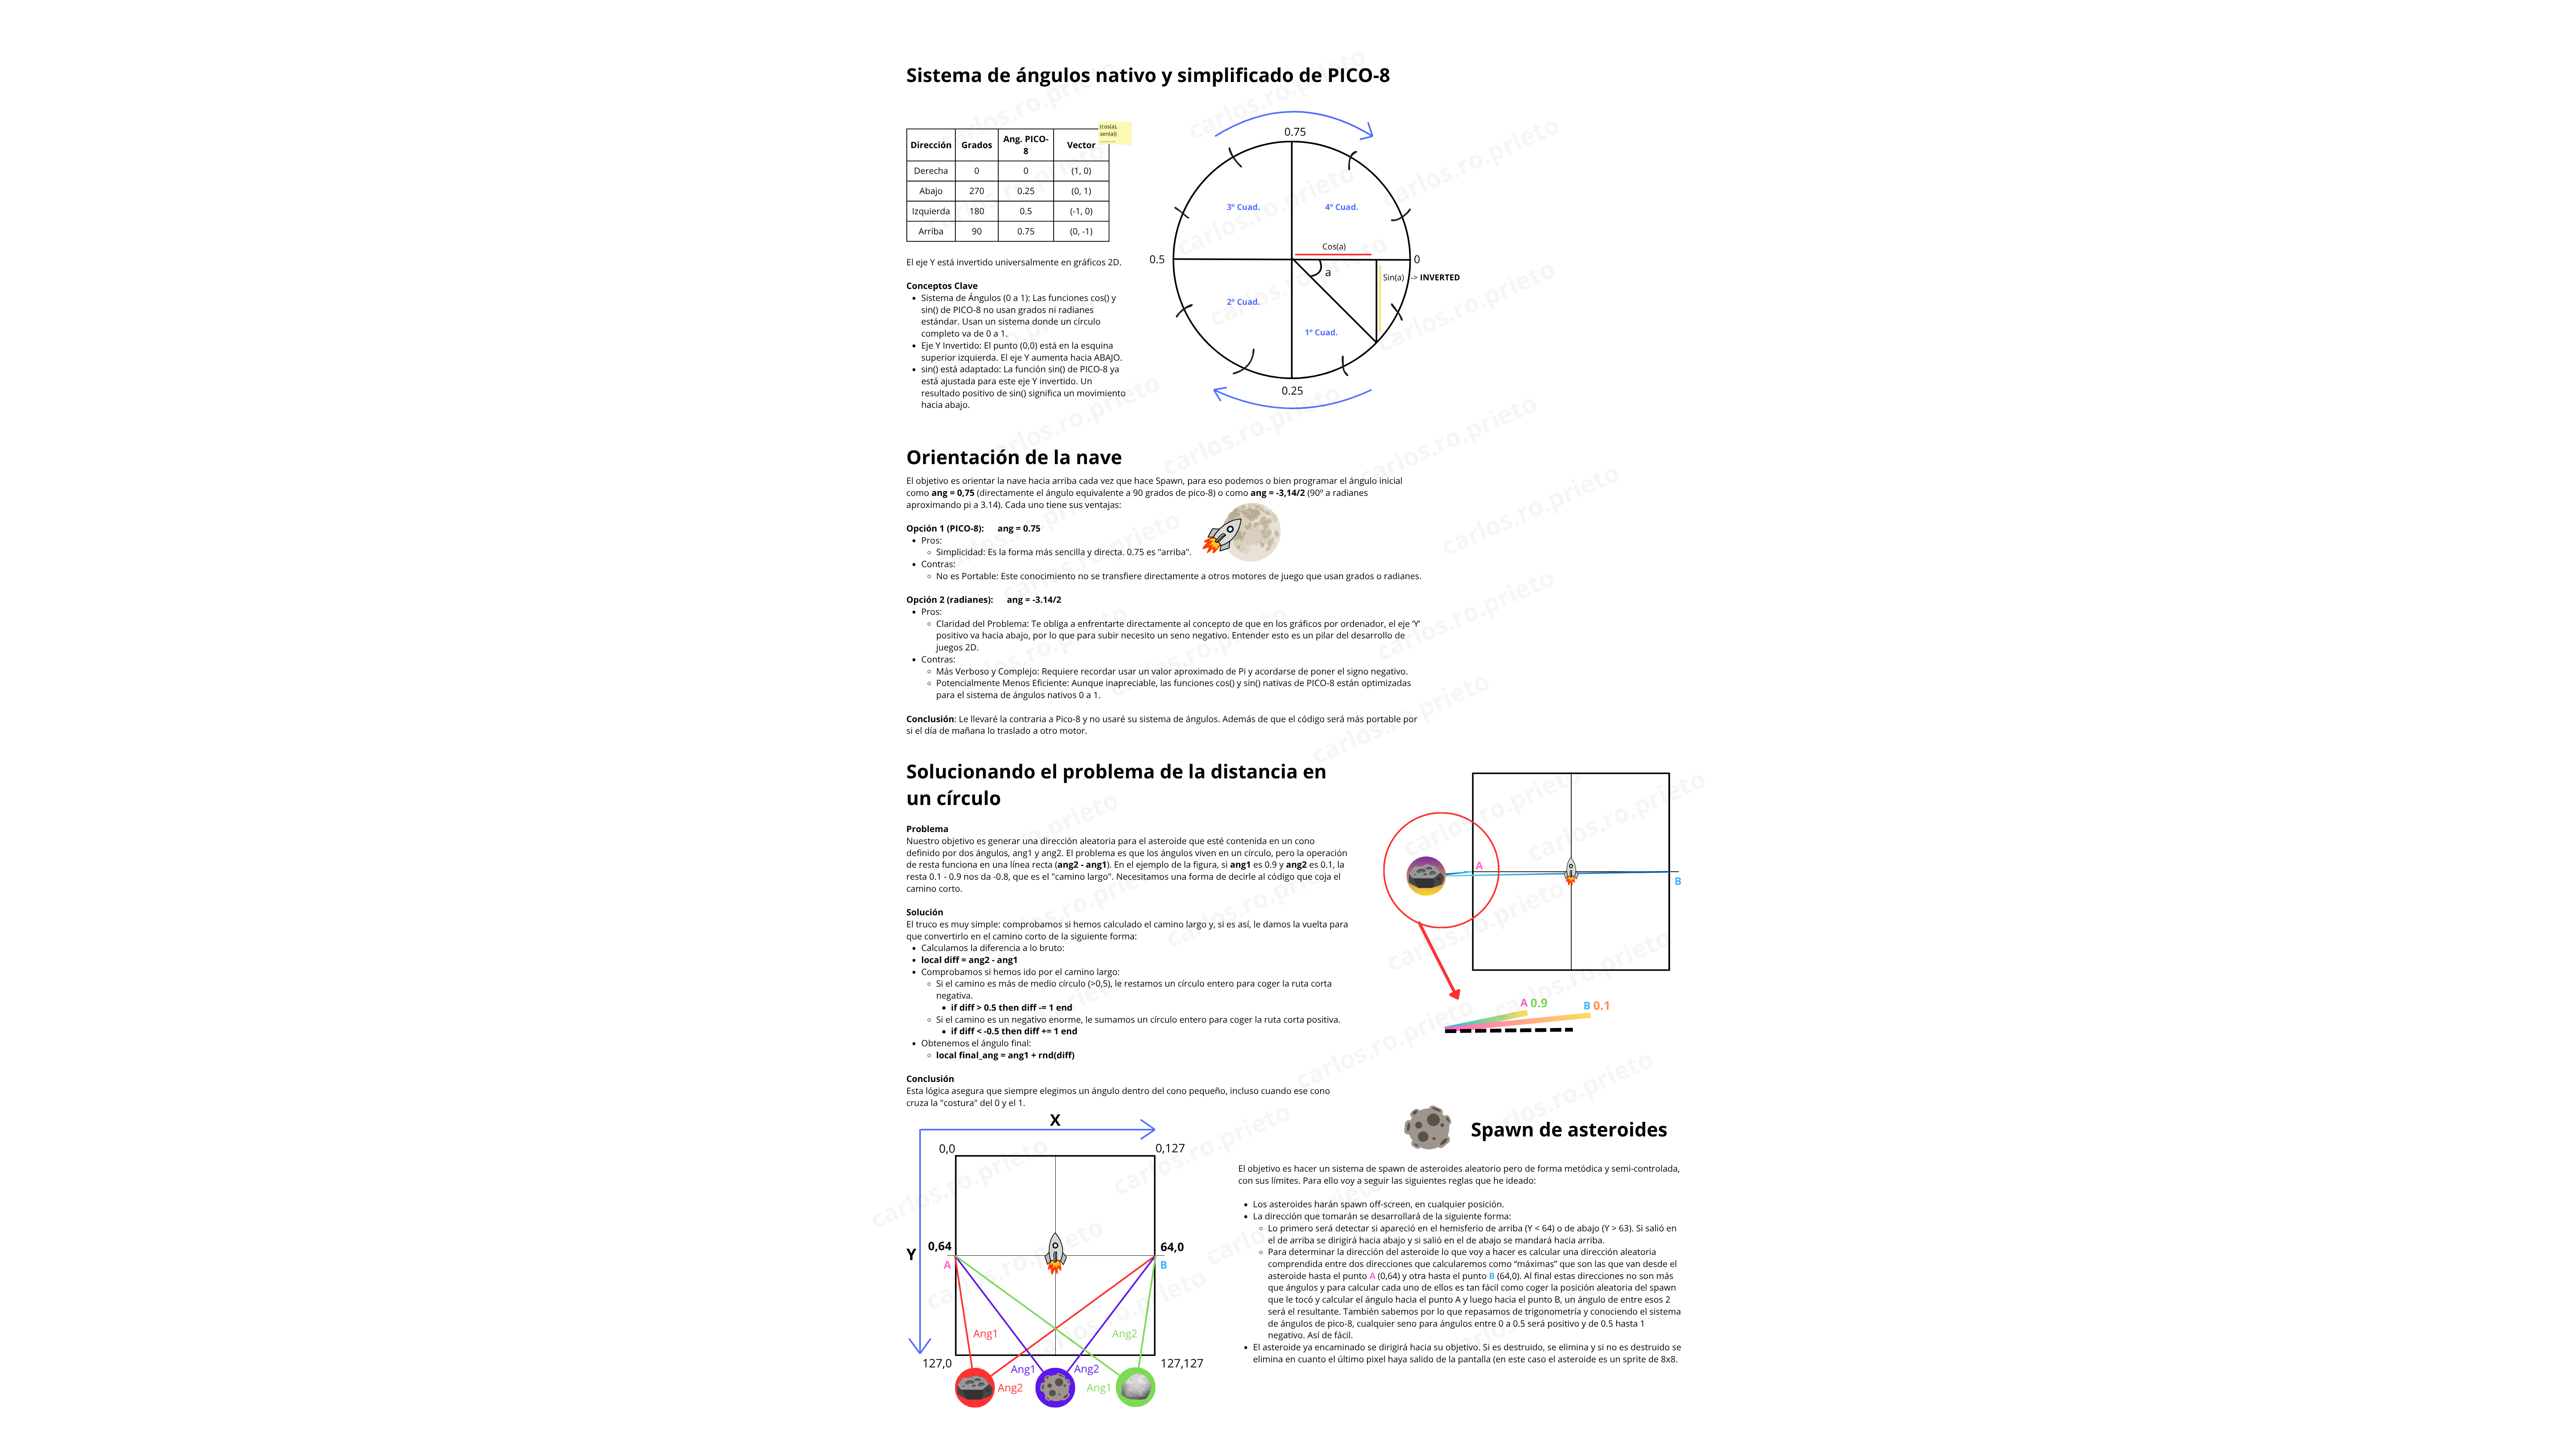 Sistema de ángulos nativo y simplificado de PICO-8
(cos(a),
sen(a))
Dirección Grados Ang. PICO-8 Vector
Derecha 0 0 (1, 0)
Abajo 270 0.25 (0, 1)
Izquierda 180 0.5 (-1, 0)
Arriba 90 0.75 (0, -1)
El eje Y está invertido universalmente en gráficos 2D.
Conceptos Clave
Sistema de Ángulos (0 a 1): Las funciones cos() y
sin() de PICO-8 no usan grados ni radianes
estándar. Usan un sistema donde un círculo
completo va de 0 a 1.
Eje Y Invertido: El punto (0,0) está en la esquina
superior izquierda. El eje Y aumenta hacia ABAJO.
sin() está adaptado: La función sin() de PICO-8 ya
está ajustada para este eje Y invertido. Un
resultado positivo de sin() significa un movimiento
hacia abajo.
0.75
3º Cuad.
4º Cuad.
Cos(a)
0.5
0
a
Sin(a) -> INVERTED
2º Cuad.
1º Cuad.
0.25
Orientación de la nave
El objetivo es orientar la nave hacia arriba cada vez que hace Spawn, para eso podemos o bien programar el ángulo inicial
como ang = 0,75 (directamente el ángulo equivalente a 90 grados de pico-8) o como ang = -3,14/2 (90º a radianes
aproximando pi a 3.14). Cada uno tiene sus ventajas:
Opción 1 (PICO-8): ang = 0.75
Pros:
Simplicidad: Es la forma más sencilla y directa. 0.75 es "arriba".
Contras:
No es Portable: Este conocimiento no se transfiere directamente a otros motores de juego que usan grados o radianes.
Opción 2 (radianes): ang = -3.14/2
Pros:
Claridad del Problema: Te obliga a enfrentarte directamente al concepto de que en los gráficos por ordenador, el eje 'Y'
positivo va hacia abajo, por lo que para subir necesito un seno negativo. Entender esto es un pilar del desarrollo de
juegos 2D.
Contras:
Más Verboso y Complejo: Requiere recordar usar un valor aproximado de Pi y acordarse de poner el signo negativo.
Potencialmente Menos Eficiente: Aunque inapreciable, las funciones cos() y sin() nativas de PICO-8 están optimizadas
para el sistema de ángulos nativos 0 a 1.
Conclusión: Le llevaré la contraria a Pico-8 y no usaré su sistema de ángulos. Además de que el código será más portable por
si el día de mañana lo traslado a otro motor.
Solucionando el problema de la distancia en
un círculo
Problema
Nuestro objetivo es generar una dirección aleatoria para el asteroide que esté contenida en un cono
definido por dos ángulos, ang1 y ang2. El problema es que los ángulos viven en un círculo, pero la operación
de resta funciona en una línea recta (ang2 - ang1). En el ejemplo de la figura, si ang1 es 0.9 y ang2 es 0.1, la
resta 0.1 - 0.9 nos da -0.8, que es el "camino largo". Necesitamos una forma de decirle al código que coja el
camino corto.
Solución
El truco es muy simple: comprobamos si hemos calculado el camino largo y, si es así, le damos la vuelta para
que convertirlo en el camino corto de la siguiente forma:
Calculamos la diferencia a lo bruto:
local diff = ang2 - ang1
Comprobamos si hemos ido por el camino largo:
Si el camino es más de medio círculo (>0,5), le restamos un círculo entero para coger la ruta corta
negativa.
if diff > 0.5 then diff -= 1 end
Si el camino es un negativo enorme, le sumamos un círculo entero para coger la ruta corta positiva.
if diff < -0.5 then diff += 1 end
Obtenemos el ángulo final:
local final_ang = ang1 + rnd(diff)
Conclusión
Esta lógica asegura que siempre elegimos un ángulo dentro del cono pequeño, incluso cuando ese cono
cruza la "costura" del 0 y el 1.
A
B
A 0.9
B 0.1
X
0,0
0,127
Y
0,64
64,0
A
B
Ang1
Ang2
127,0
127,127
Ang1
Ang2
Ang2
Ang1
Spawn de asteroides
El objetivo es hacer un sistema de spawn de asteroides aleatorio pero de forma metódica y semi-controlada,
con sus límites. Para ello voy a seguir las siguientes reglas que he ideado:
Los asteroides harán spawn off-screen, en cualquier posición.
La dirección que tomarán se desarrollará de la siguiente forma:
Lo primero será detectar si apareció en el hemisferio de arriba (Y < 64) o de abajo (Y > 63). Si salió en
el de arriba se dirigirá hacia abajo y si salió en el de abajo se mandará hacia arriba.
Para determinar la dirección del asteroide lo que voy a hacer es calcular una dirección aleatoria
comprendida entre dos direcciones que calcularemos como “máximas” que son las que van desde el
asteroide hasta el punto A (0,64) y otra hasta el punto B (64,0). Al final estas direcciones no son más
que ángulos y para calcular cada uno de ellos es tan fácil como coger la posición aleatoria del spawn
que le tocó y calcular el ángulo hacia el punto A y luego hacia el punto B, un ángulo de entre esos 2
será el resultante. También sabemos por lo que repasamos de trigonometría y conociendo el sistema
de ángulos de pico-8, cualquier seno para ángulos entre 0 a 0.5 será positivo y de 0.5 hasta 1
negativo. Así de fácil.
El asteroide ya encaminado se dirigirá hacia su objetivo. Si es destruido, se elimina y si no es destruido se
elimina en cuanto el último pixel haya salido de la pantalla (en este caso el asteroide es un sprite de 8x8.
carlos.ro.prieto